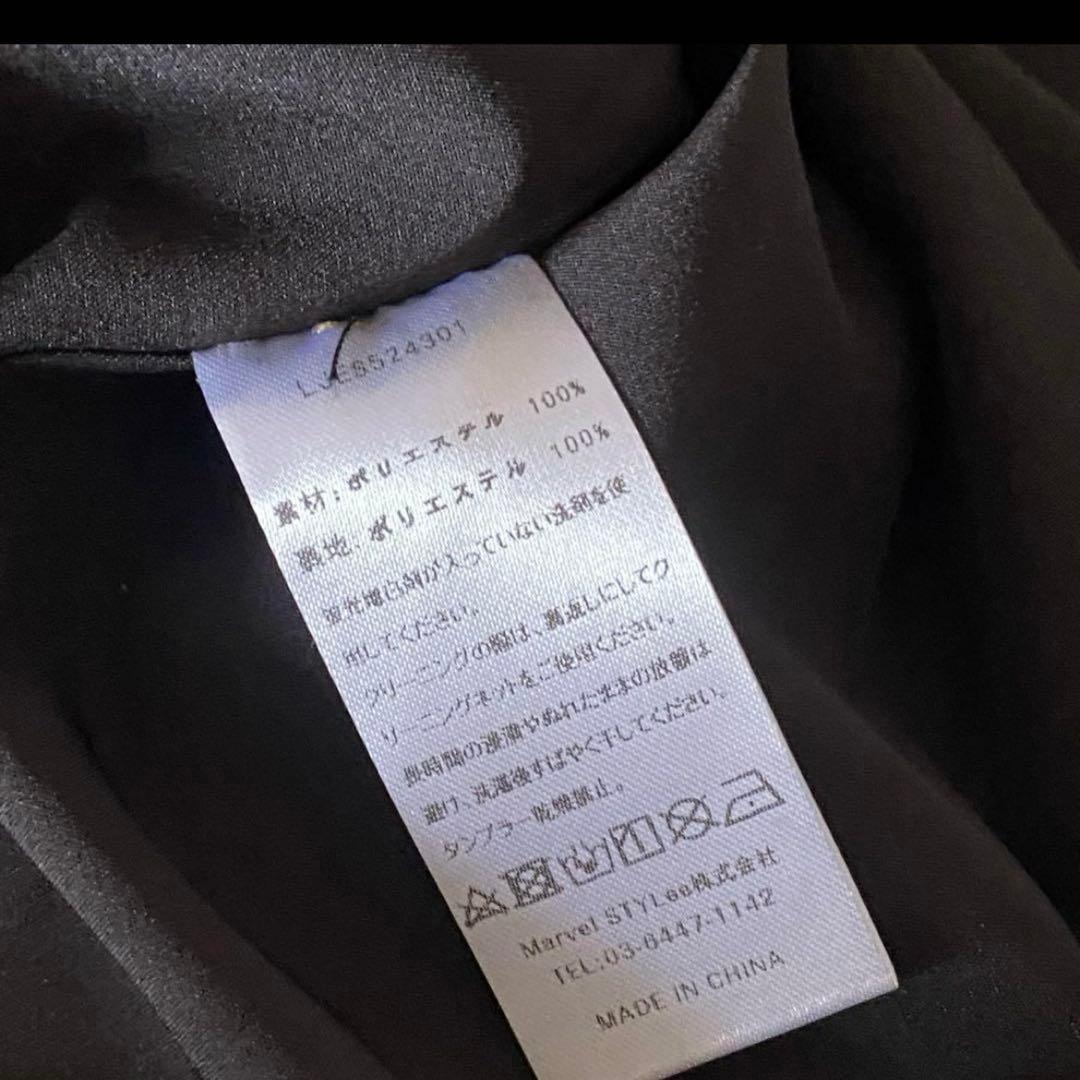 LJES524301
素材:ポリエステル 100%
裏地:ポリエステル 100%
蛍光増白剤が入っていない洗剤を使
用してください。
クリーニングの際は、裏返しにしてク
リーニングネットをご使用ください。
長時間の浸漬やぬれたままの放置は
避け、洗濯後すばやく干してください。
タンブラー乾燥禁止。
Marvel STYLee株式会社
TEL:03-6447-1142
MADE IN CHINA